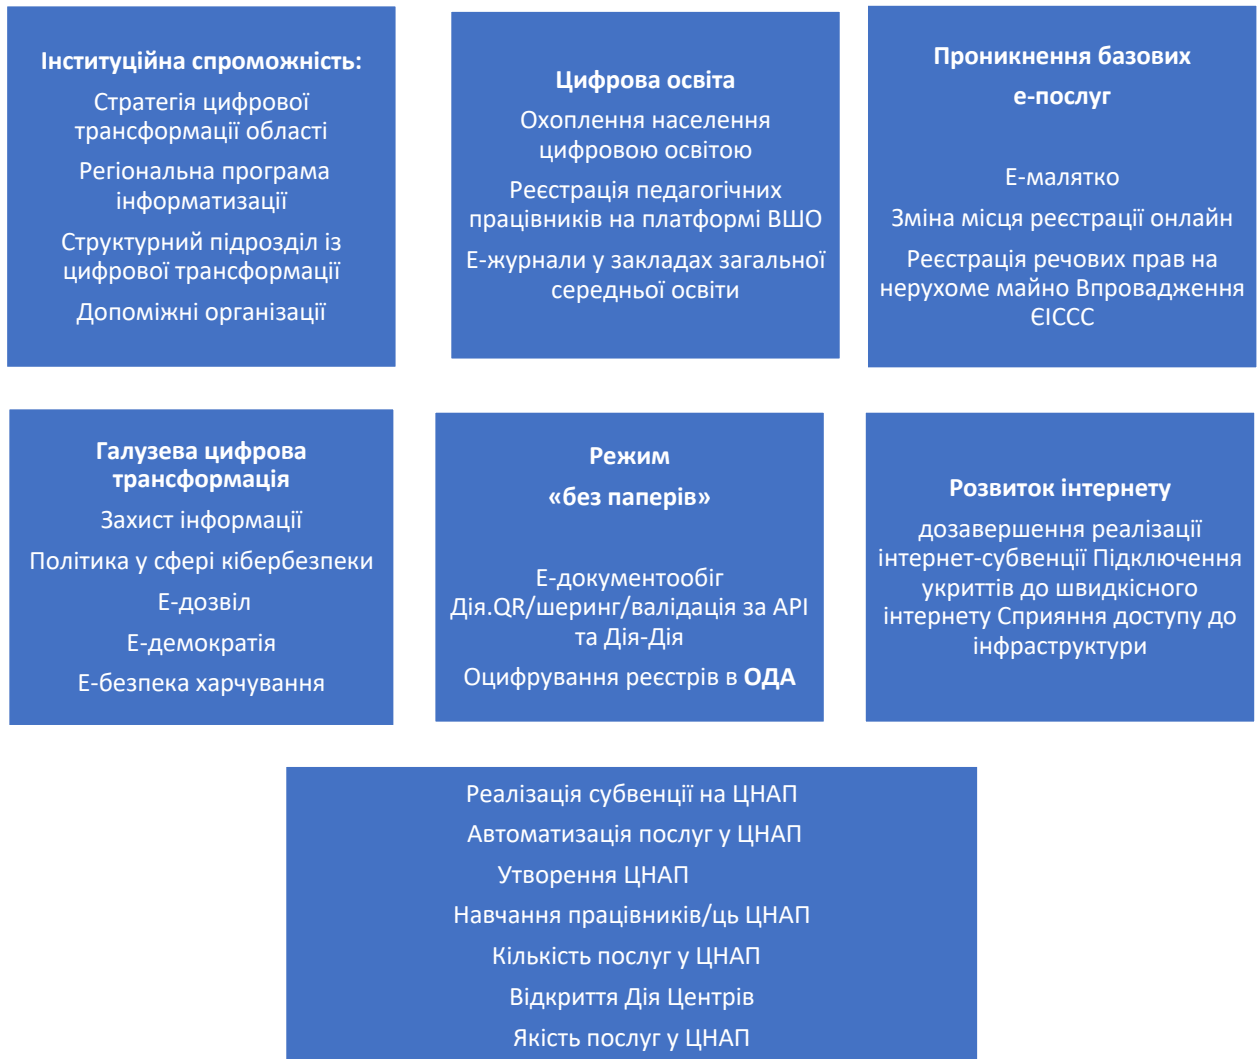 Інституційна спроможність:
Стратегія цифрової
трансформації області
Регіональна програма
інформатизації
Структурний підрозділ із
цифрової трансформації
Допоміжні організації
Цифрова освіта
Охоплення населення
цифровою освітою
Реєстрація педагогічних
працівників на платформі ВШО
Е-журнали у закладах загальної
середньої освіти
Проникнення базових
е-послуг
Е-малятко
Зміна місця реєстрації онлайн
Реєстрація речових прав на
нерухоме майно Впровадження
ЄІССС
Галузева цифрова
трансформація
Захист інформації
Політика у сфері кібербезпеки
Е-дозвіл
Е-демократія
Е-безпека харчування
Режим
«без паперів»
Е-документообіг
Дія.QR/шеринг/валідація за АРІ
та Дія-Дія
Оцифрування реєстрів в ОДА
Розвиток інтернету
дозавершення реалізації
інтернет-субвенції Підключення
укриттів до швидкісного
інтернету Сприяння доступу до
інфраструктури
Реалізація субвенції на ЦНАП
Автоматизація послуг у ЦНАП
Утворення ЦНАП
Навчання працівників/ць ЦНАП
Кількість послуг у ЦНАП
Відкриття Дія Центрів
Якість послуг у ЦНАП